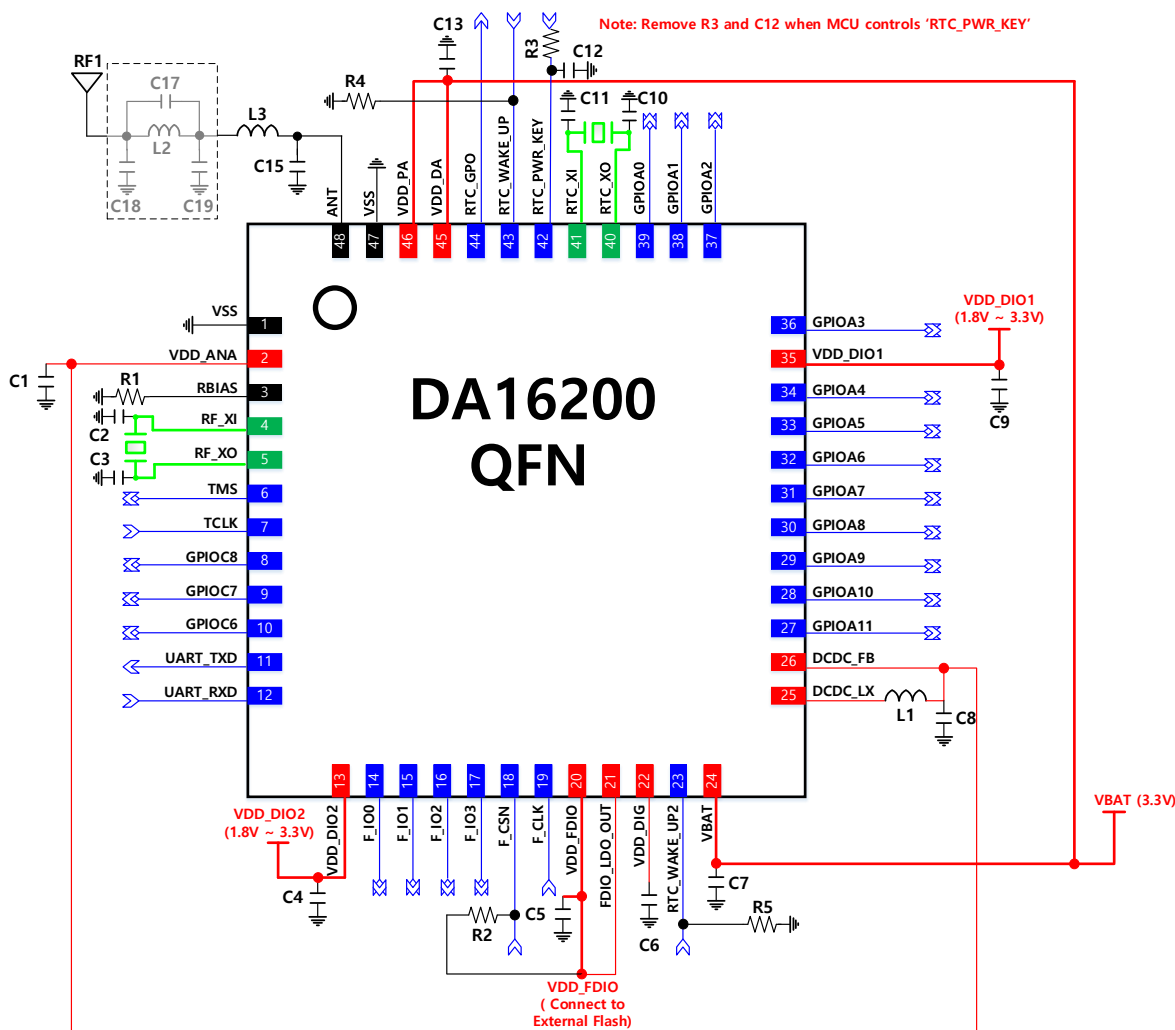 Note: Remove R3 and C12 when MCU controls 'RTC_PWR_KEY'
C13
R3
C12
RF1
C17
R4
C11
C10
L3
L2
C15
C18
C19
ANT
VSS
VDD_PA
VDD_DA
RTC_GPO
RTC_WAKE_UP
RTC_PWR_KEY
RTC_XI
RTC_XO
GPIOA0
GPIOA1
GPIOA2
48
47
46
45
44
43
42
41
40
39
38
37
DA16200
QFN
VSS
1
VDD_ANA
2
C1
R1
RBIAS
3
C2
RF_XI
4
C3
RF_XO
5
TMS
6
TCLK
7
GPIOC8
8
GPIOC7
9
GPIOC6
10
UART_TXD
11
UART_RXD
12
VDD_DIO1
(1.8V ~ 3.3V)
36
GPIOA3
35
VDD_DIO1
C9
34
GPIOA4
33
GPIOA5
32
GPIOA6
31
GPIOA7
30
GPIOA8
29
GPIOA9
28
GPIOA10
27
GPIOA11
26
DCDC_FB
25
DCDC_LX
L1
C8
13
14
15
16
17
18
19
20
21
22
23
24
VDD_DIO2
F_IO0
F_IO1
F_IO2
F_IO3
F_CSN
F_CLK
VDD_FDIO
FDIO_LDO_OUT
VDD_DIG
RTC_WAKE_UP2
VBAT
VDD_DIO2
(1.8V ~ 3.3V)
VBAT (3.3V)
C4
R2
C5
C6
C7
R5
VDD_FDIO
( Connect to
External Flash)